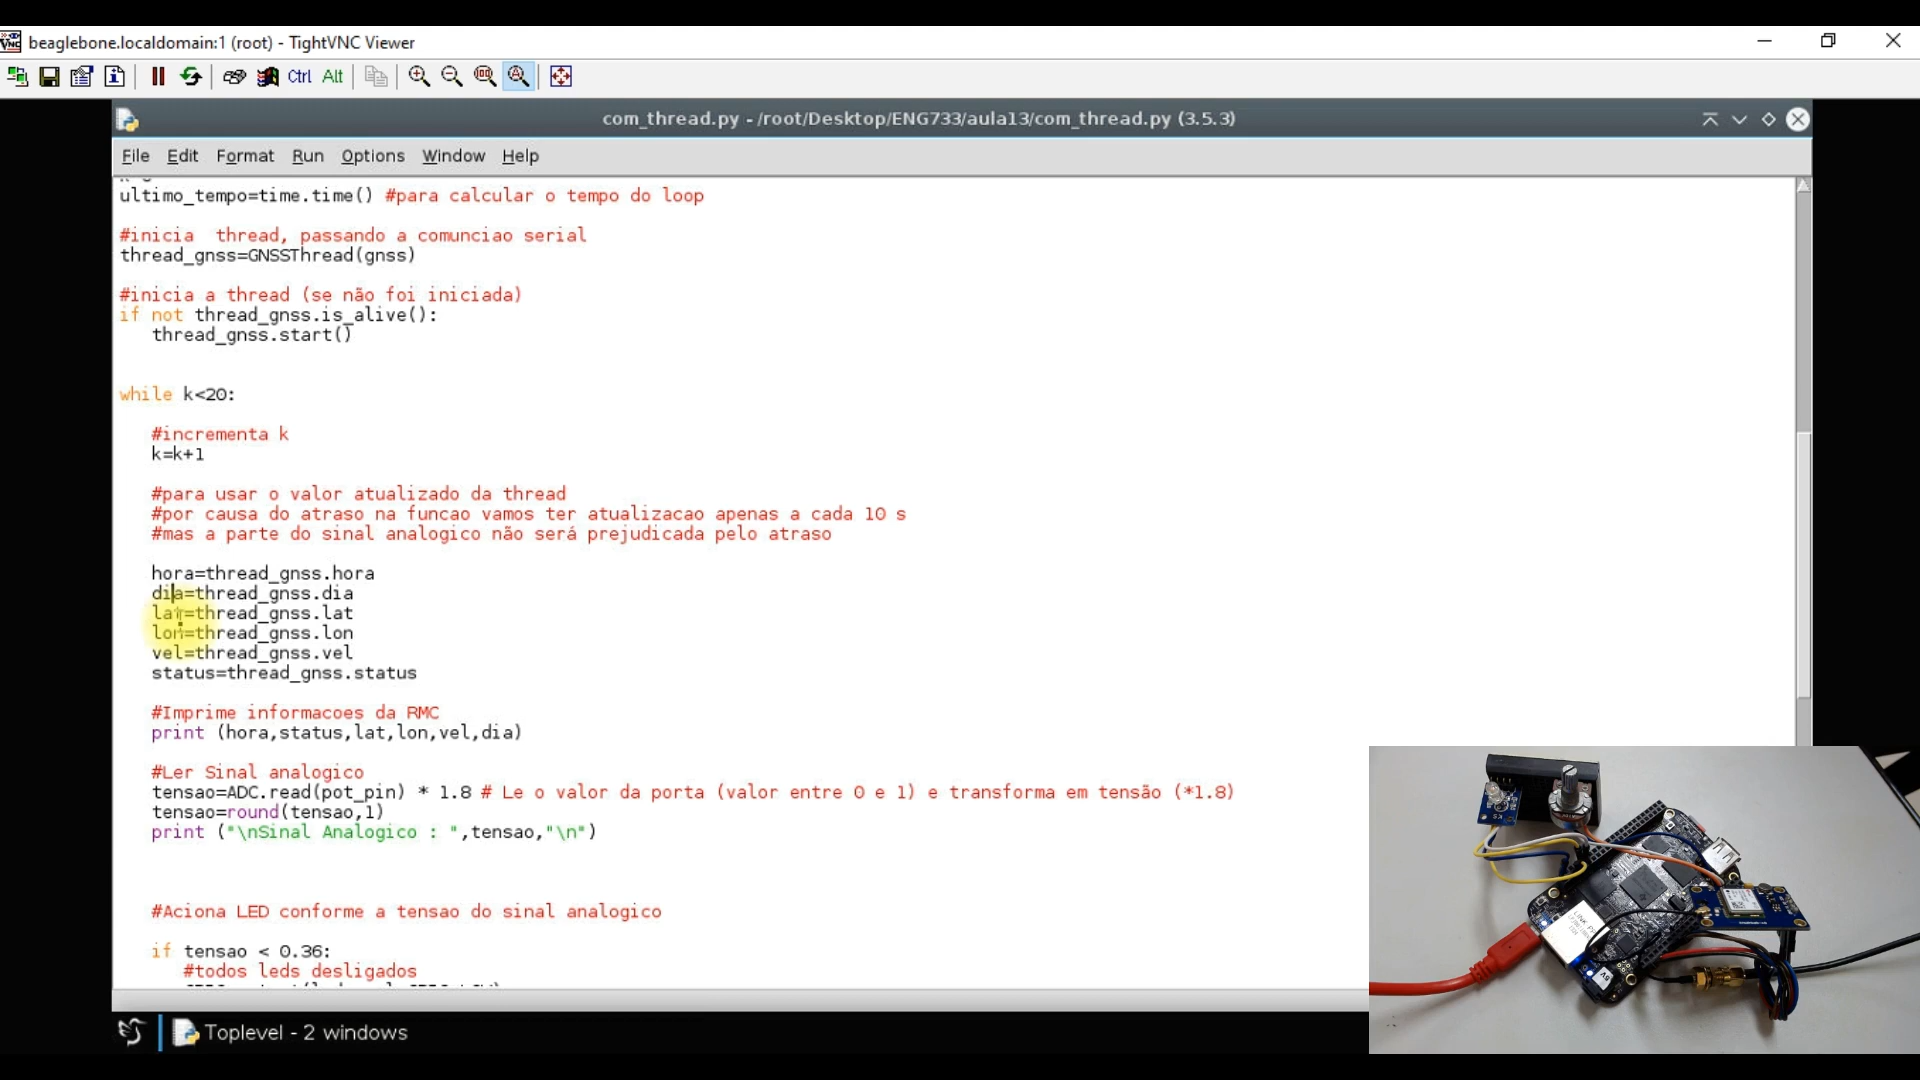 beaglebone.localdomain:1 (root) - TightVNC Viewer
Ctrl Alt
com_thread.py - /root/Desktop/ENG733/aula13/com_thread.py (3.5.3)
File Edit Format Run Options Window Help
ultimo_tempo=time.time() #para calcular o tempo do loop
#inicia  thread, passando a comunciao serial
thread_gnss=GNSSThread(gnss)
#inicia a thread (se não foi iniciada)
if not thread_gnss.is_alive():
thread_gnss.start()
while k<20:
#incrementa k
k=k+1
#para usar o valor atualizado da thread
#por causa do atraso na funcao vamos ter atualizacao apenas a cada 10 s
#mas a parte do sinal analogico não será prejudicada pelo atraso
hora=thread_gnss.hora
dia=thread_gnss.dia
lat=thread_gnss.lat
lon=thread_gnss.lon
vel=thread_gnss.vel
status=thread_gnss.status
#Imprime informacoes da RMC
print (hora,status,lat,lon,vel,dia)
#Ler Sinal analogico
tensao=ADC.read(pot_pin) * 1.8 # Le o valor da porta (valor entre 0 e 1) e transforma em tensão (*1.8)
tensao=round(tensao,1)
print ("\nSinal Analogico : ",tensao,"\n")
#Aciona LED conforme a tensao do sinal analogico
if tensao < 0.36:
#todos leds desligados
Toplevel - 2 windows